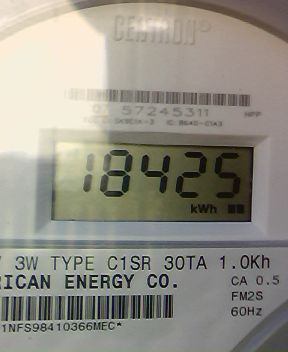 CENTRON®
01 57245311
18425
kWh
3W TYPE C1SR 30TA 1.0Kh
RICAN ENERGY CO. CA 0.5
FM2S
1NFS98410366MEC* 60Hz